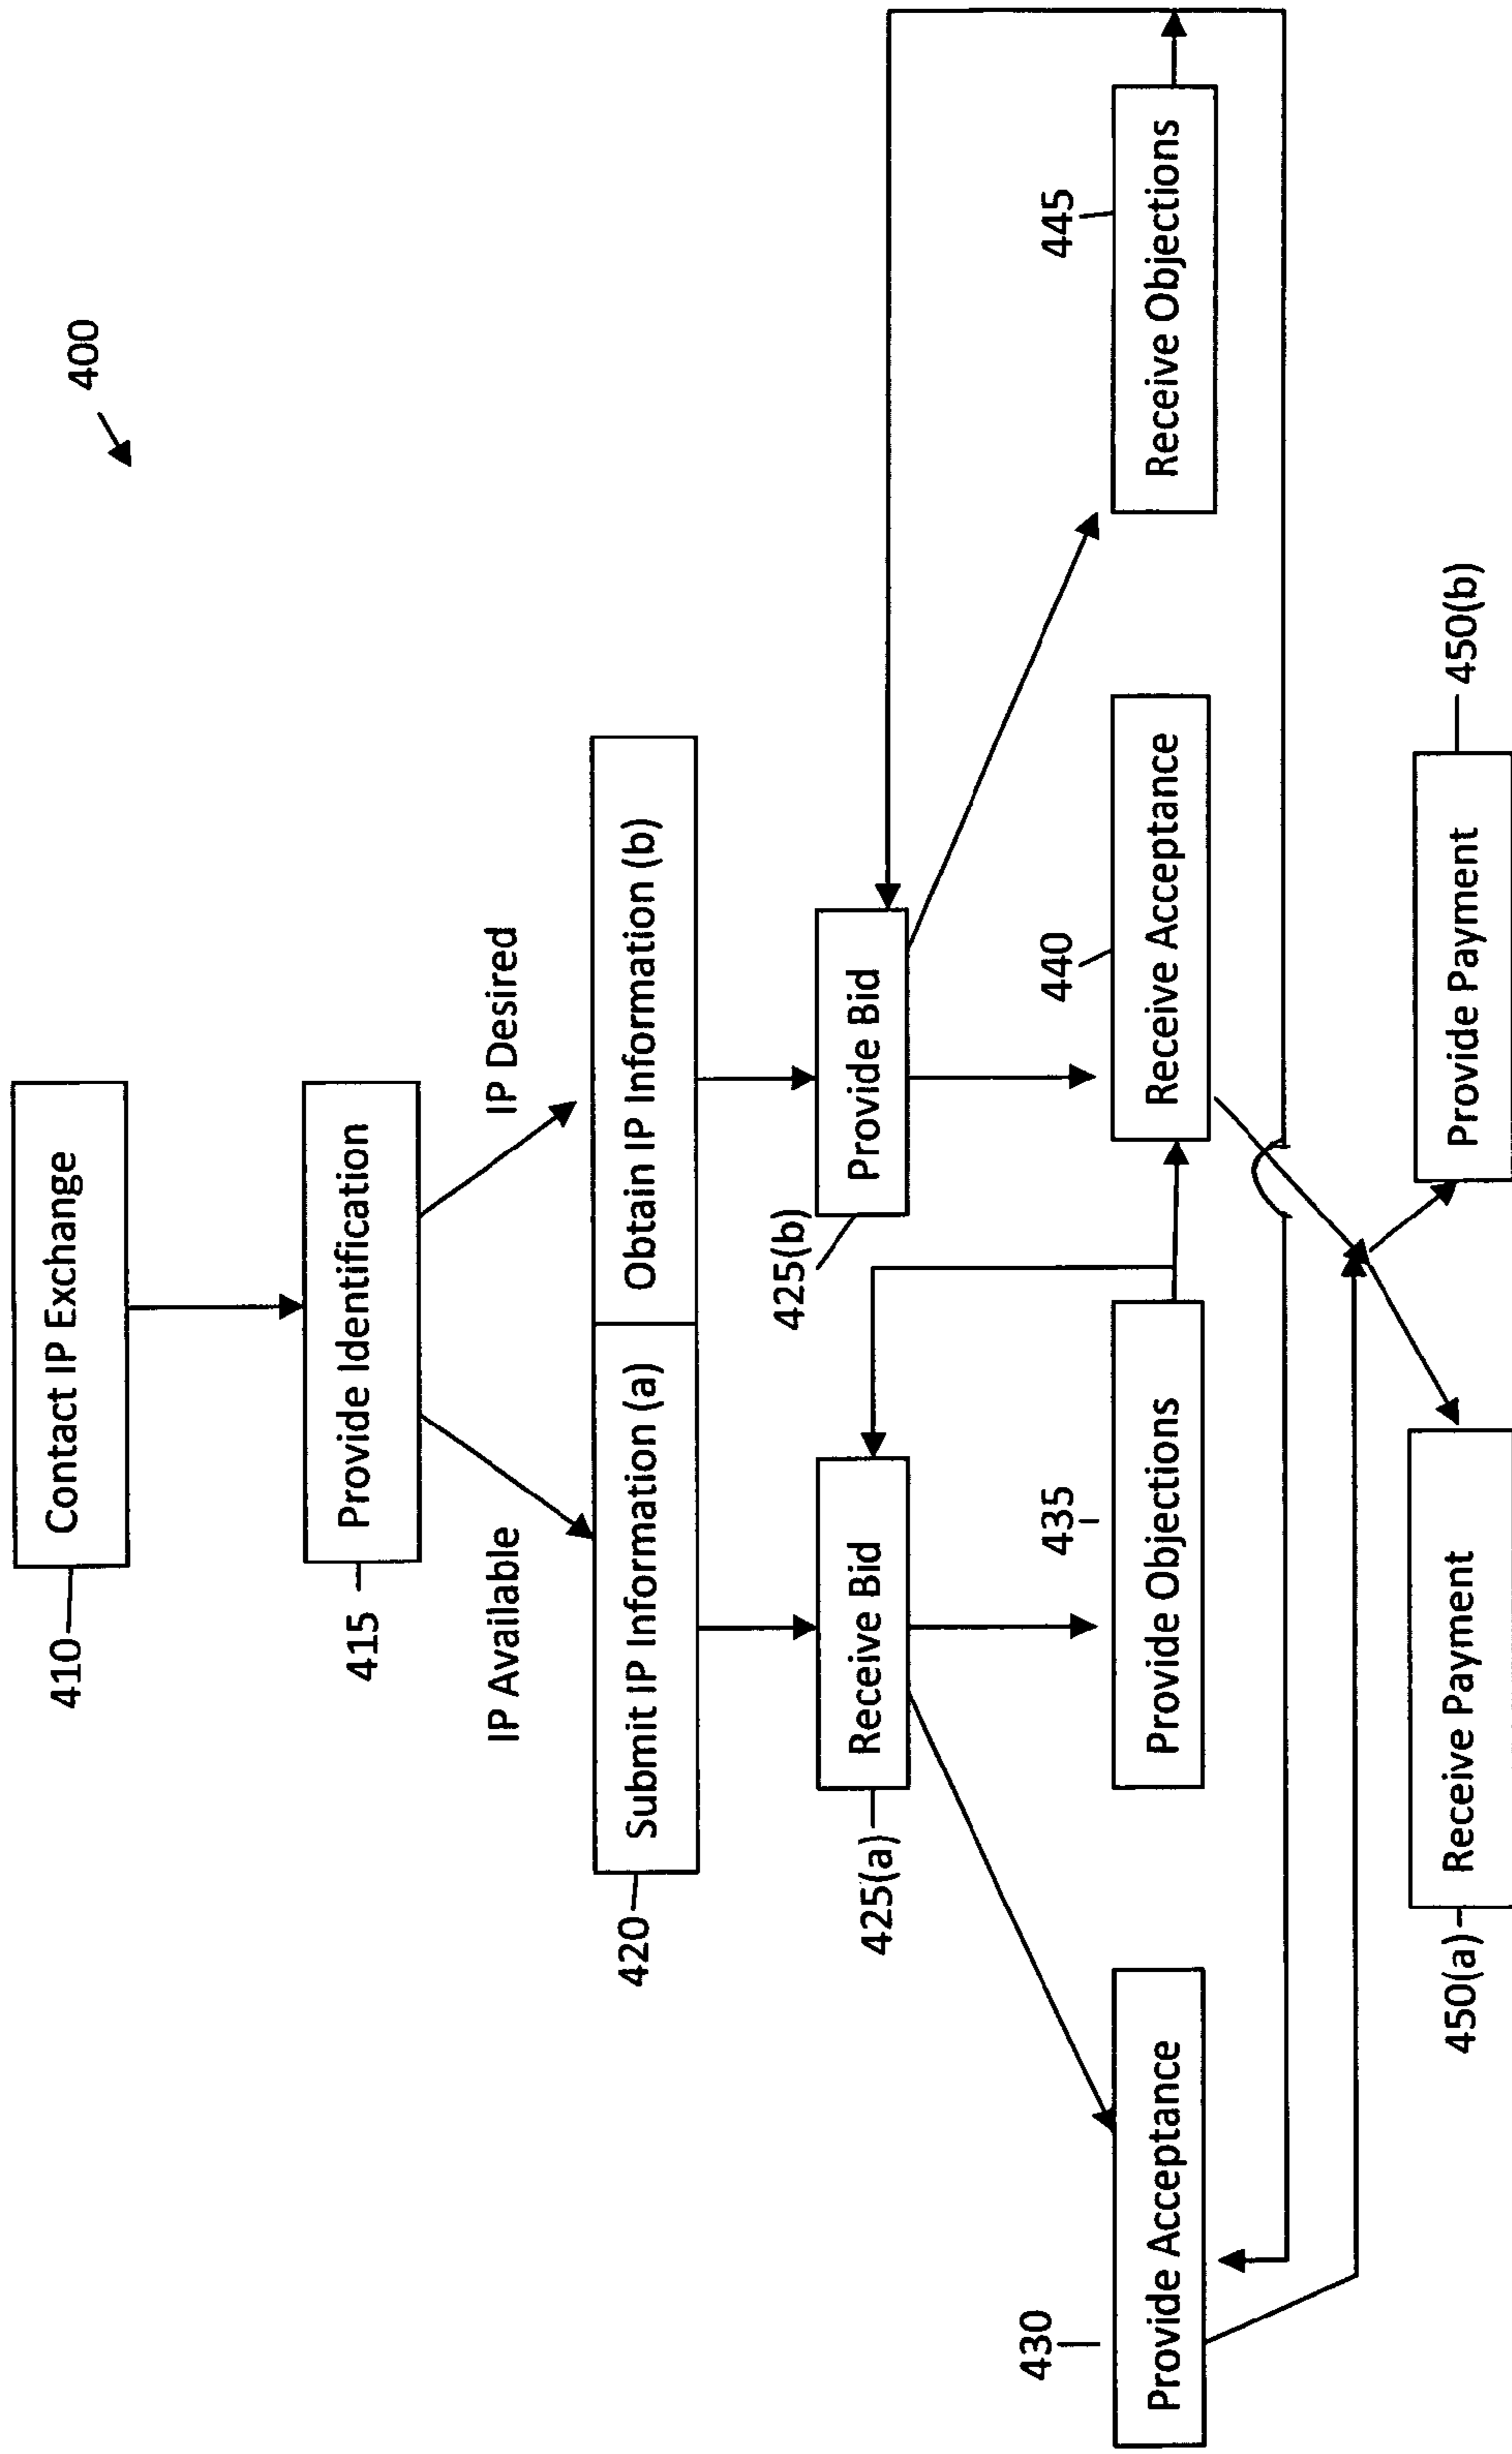 400
Contact IP Exchange
410
Provide Identification
415
IP Available
IP Desired
Submit IP Information (a)
Obtain IP Information (b)
420
Receive Bid
425(a)
Provide Bid
425(b)
430
435
440
445
Provide Acceptance
Provide Objections
Receive Acceptance
Receive Objections
450(a)
Receive Payment
Provide Payment
450(b)